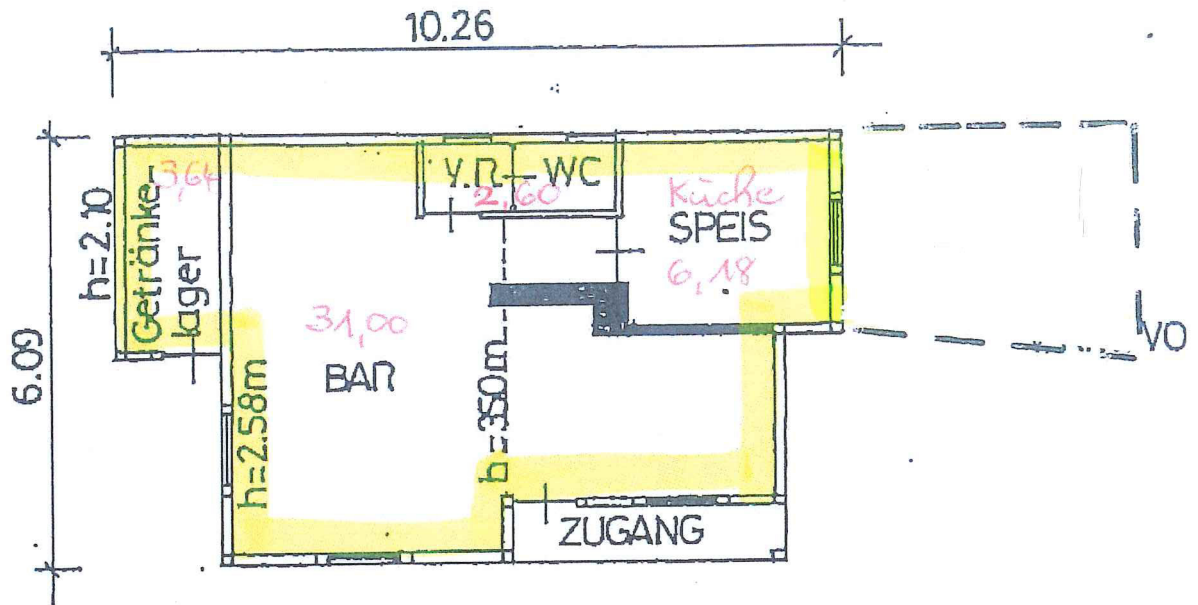 10.26
V.R. WC
2,60
3,64
Küche
SPEIS
6,18
h=2.10
Getränke-
lager
31,00
BAR
VO
6.09
h=2.58m
h=3.50m
ZUGANG